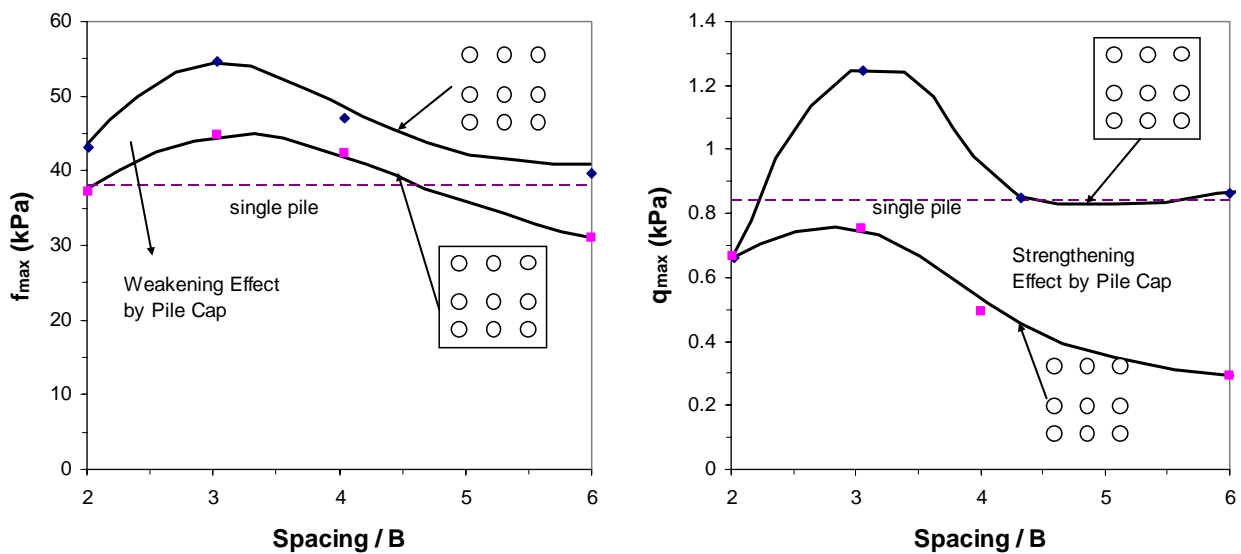 60
50
40
30
20
10
0
2
3
4
5
6
f max (kPa)
Spacing / B
single pile
Weakening Effect
by Pile Cap
1.4
1.2
1
0.8
0.6
0.4
0.2
0
2
3
4
5
6
q max (kPa)
Spacing / B
single pile
Strengthening
Effect by Pile Cap